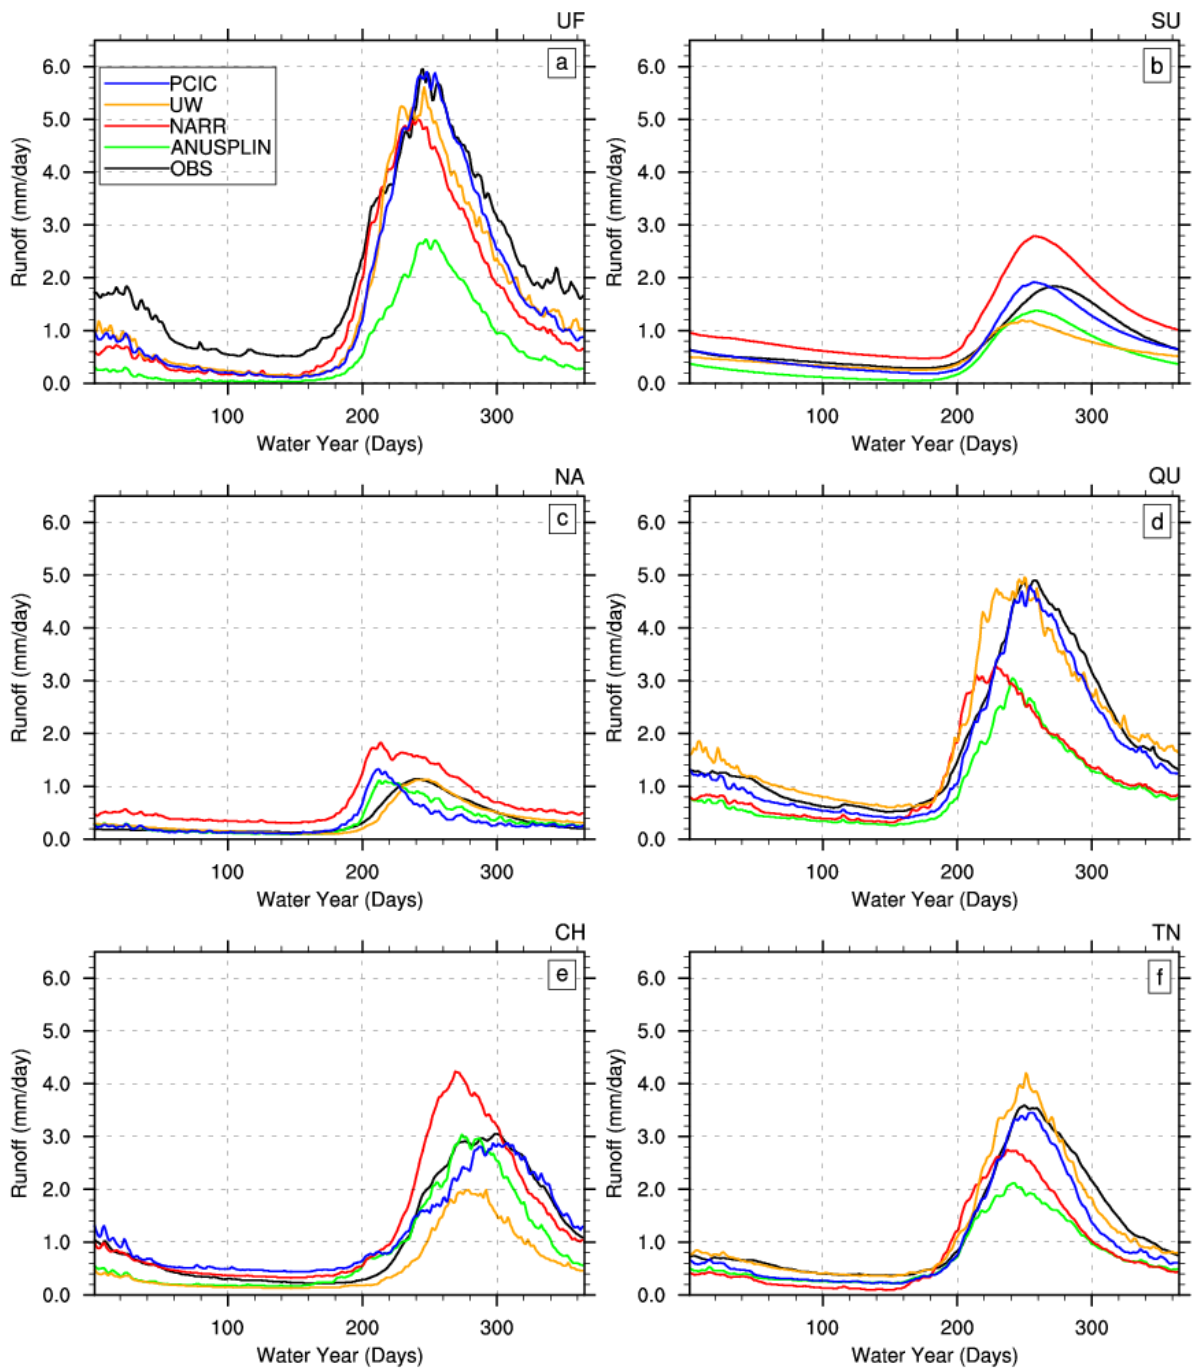 UF
a
PCIC
UW
NARR
ANUSPLIN
OBS
6.0
5.0
4.0
3.0
2.0
1.0
0.0
Runoff (mm/day)
100
200
300
Water Year (Days)
SU
b
6.0
5.0
4.0
3.0
2.0
1.0
0.0
Runoff (mm/day)
100
200
300
Water Year (Days)
NA
c
6.0
5.0
4.0
3.0
2.0
1.0
0.0
Runoff (mm/day)
100
200
300
Water Year (Days)
QU
d
6.0
5.0
4.0
3.0
2.0
1.0
0.0
Runoff (mm/day)
100
200
300
Water Year (Days)
CH
e
6.0
5.0
4.0
3.0
2.0
1.0
0.0
Runoff (mm/day)
100
200
300
Water Year (Days)
TN
f
6.0
5.0
4.0
3.0
2.0
1.0
0.0
Runoff (mm/day)
100
200
300
Water Year (Days)